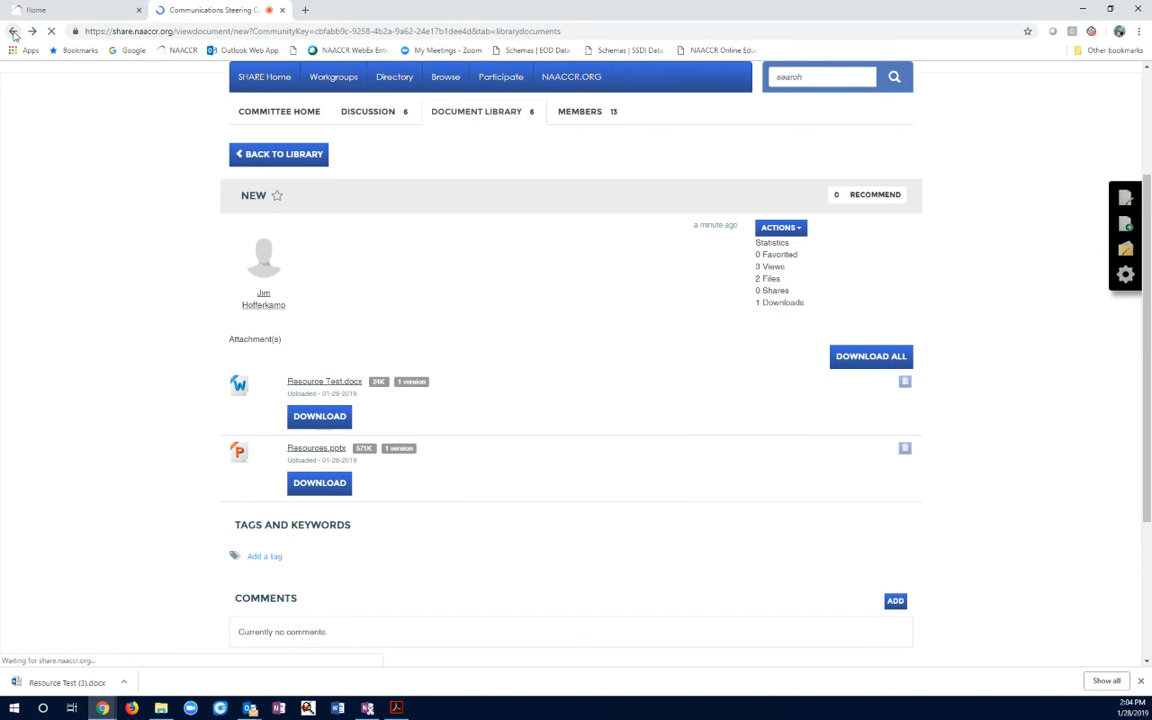 Home
Communications Steering C
https://share.naaccr.org/viewdocument/new?CommunityKey=cbfabb9c-9258-4b2a-9a62-24e17b1dee4d&tab=librarydocuments
Apps Bookmarks Google NAACCR Outlook Web App NAACCR WebEx Ente My Meetings - Zoom Schemas | EOD Data Schemas | SSDI Data NAACCR Online Educ Other bookmarks
SHARE Home Workgroups Directory Browse Participate NAACCR.ORG search
COMMITTEE HOME DISCUSSION 6 DOCUMENT LIBRARY 6 MEMBERS 13
BACK TO LIBRARY
NEW 0 RECOMMEND
a minute ago ACTIONS
Statistics
0 Favorited
3 Views
2 Files
0 Shares
1 Downloads
Jim
Hofferkamp
Attachment(s)
DOWNLOAD ALL
W Resource Test.docx 24K 1 version
Uploaded - 01-28-2019
DOWNLOAD
P Resources.pptx 571K 1 version
Uploaded - 01-28-2019
DOWNLOAD
TAGS AND KEYWORDS
Add a tag
COMMENTS ADD
Currently no comments.
Waiting for share.naaccr.org...
Resource Test (3).docx Show all
2:04 PM
1/28/2019